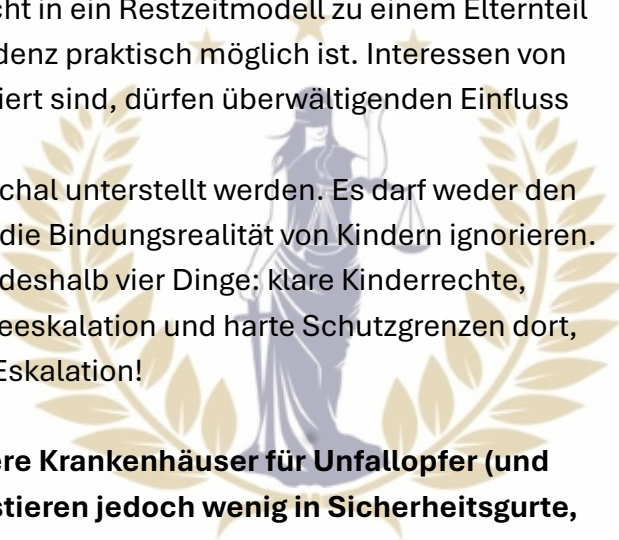 ht in ein Restzeitmodell zu einem Elternteil
denz praktisch möglich ist. Interessen von
iert sind, dürfen überwältigenden Einfluss
chal unterstellt werden. Es darf weder den
die Bindungsrealität von Kindern ignorieren.
deshalb vier Dinge: klare Kinderrechte,
eeskalation und harte Schutzgrenzen dort,
Eskalation!
ere Krankenhäuser für Unfallopfer (und
stieren jedoch wenig in Sicherheitsgurte,